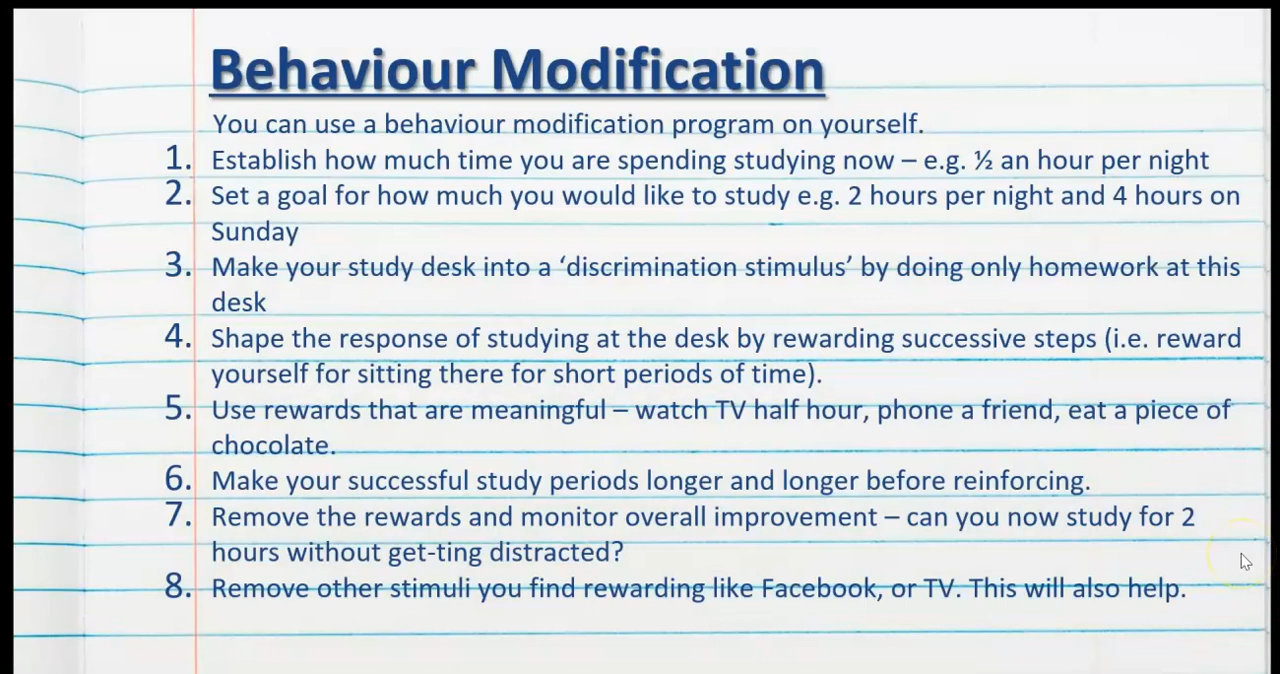 Behaviour Modification
You can use a behaviour modification program on yourself.
1. Establish how much time you are spending studying now – e.g. ½ an hour per night
2. Set a goal for how much you would like to study e.g. 2 hours per night and 4 hours on
Sunday
3. Make your study desk into a ‘discrimination stimulus’ by doing only homework at this
desk
4. Shape the response of studying at the desk by rewarding successive steps (i.e. reward
yourself for sitting there for short periods of time).
5. Use rewards that are meaningful – watch TV half hour, phone a friend, eat a piece of
chocolate.
6. Make your successful study periods longer and longer before reinforcing.
7. Remove the rewards and monitor overall improvement – can you now study for 2
hours without get-ting distracted?
8. Remove other stimuli you find rewarding like Facebook, or TV. This will also help.